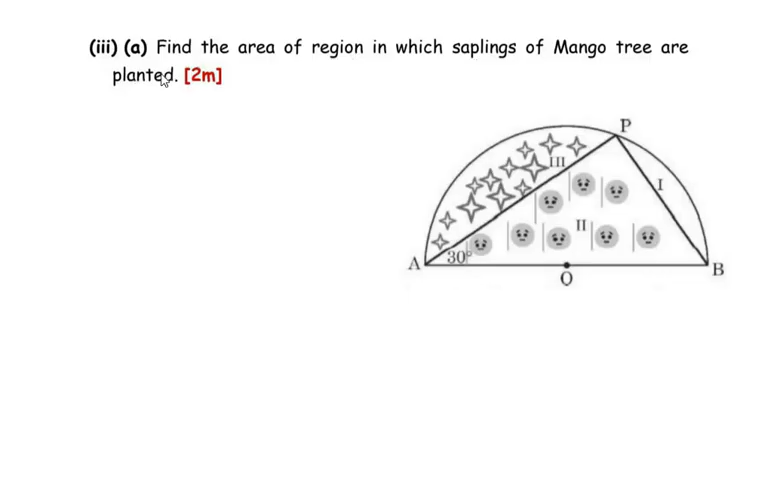 (iii) (a) Find the area of region in which saplings of Mango tree are
planted. [2m]
P
III
I
II
A
30°
B
O